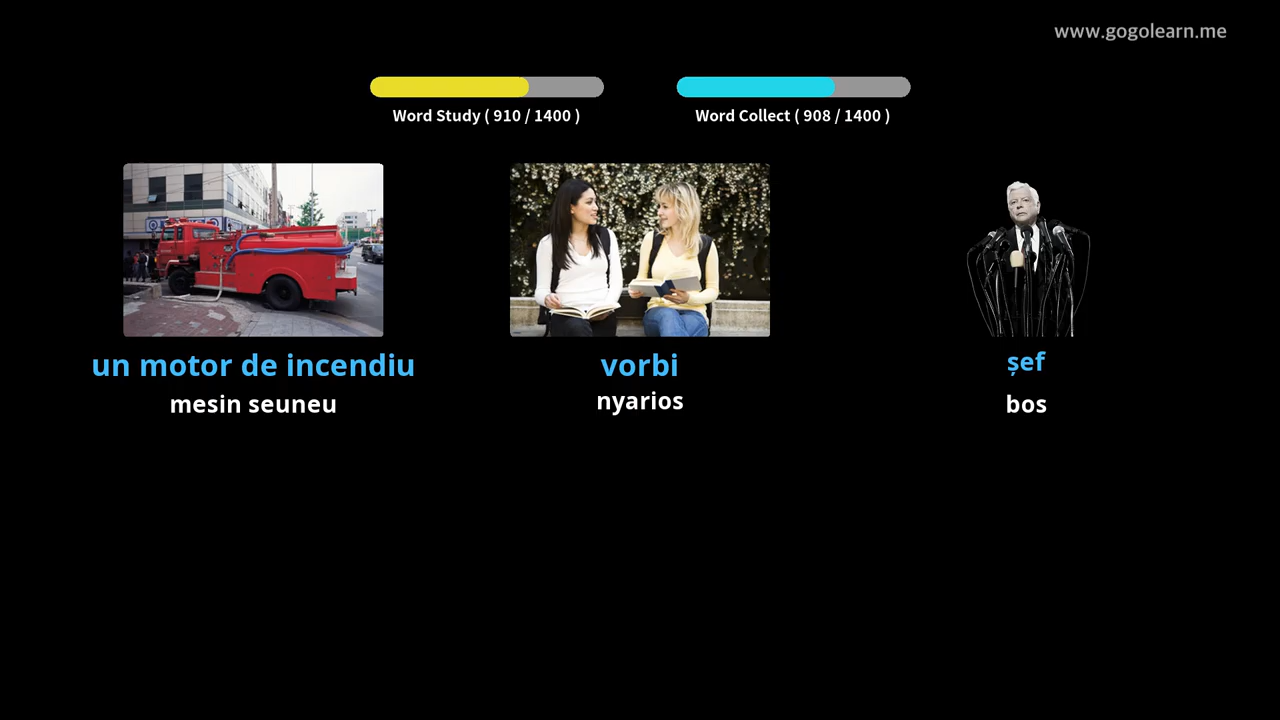 www.gogolearn.me
Word Study ( 910 / 1400 )
Word Collect ( 908 / 1400 )
un motor de incendiu
mesin seuneu
vorbi
nyarios
șef
bos